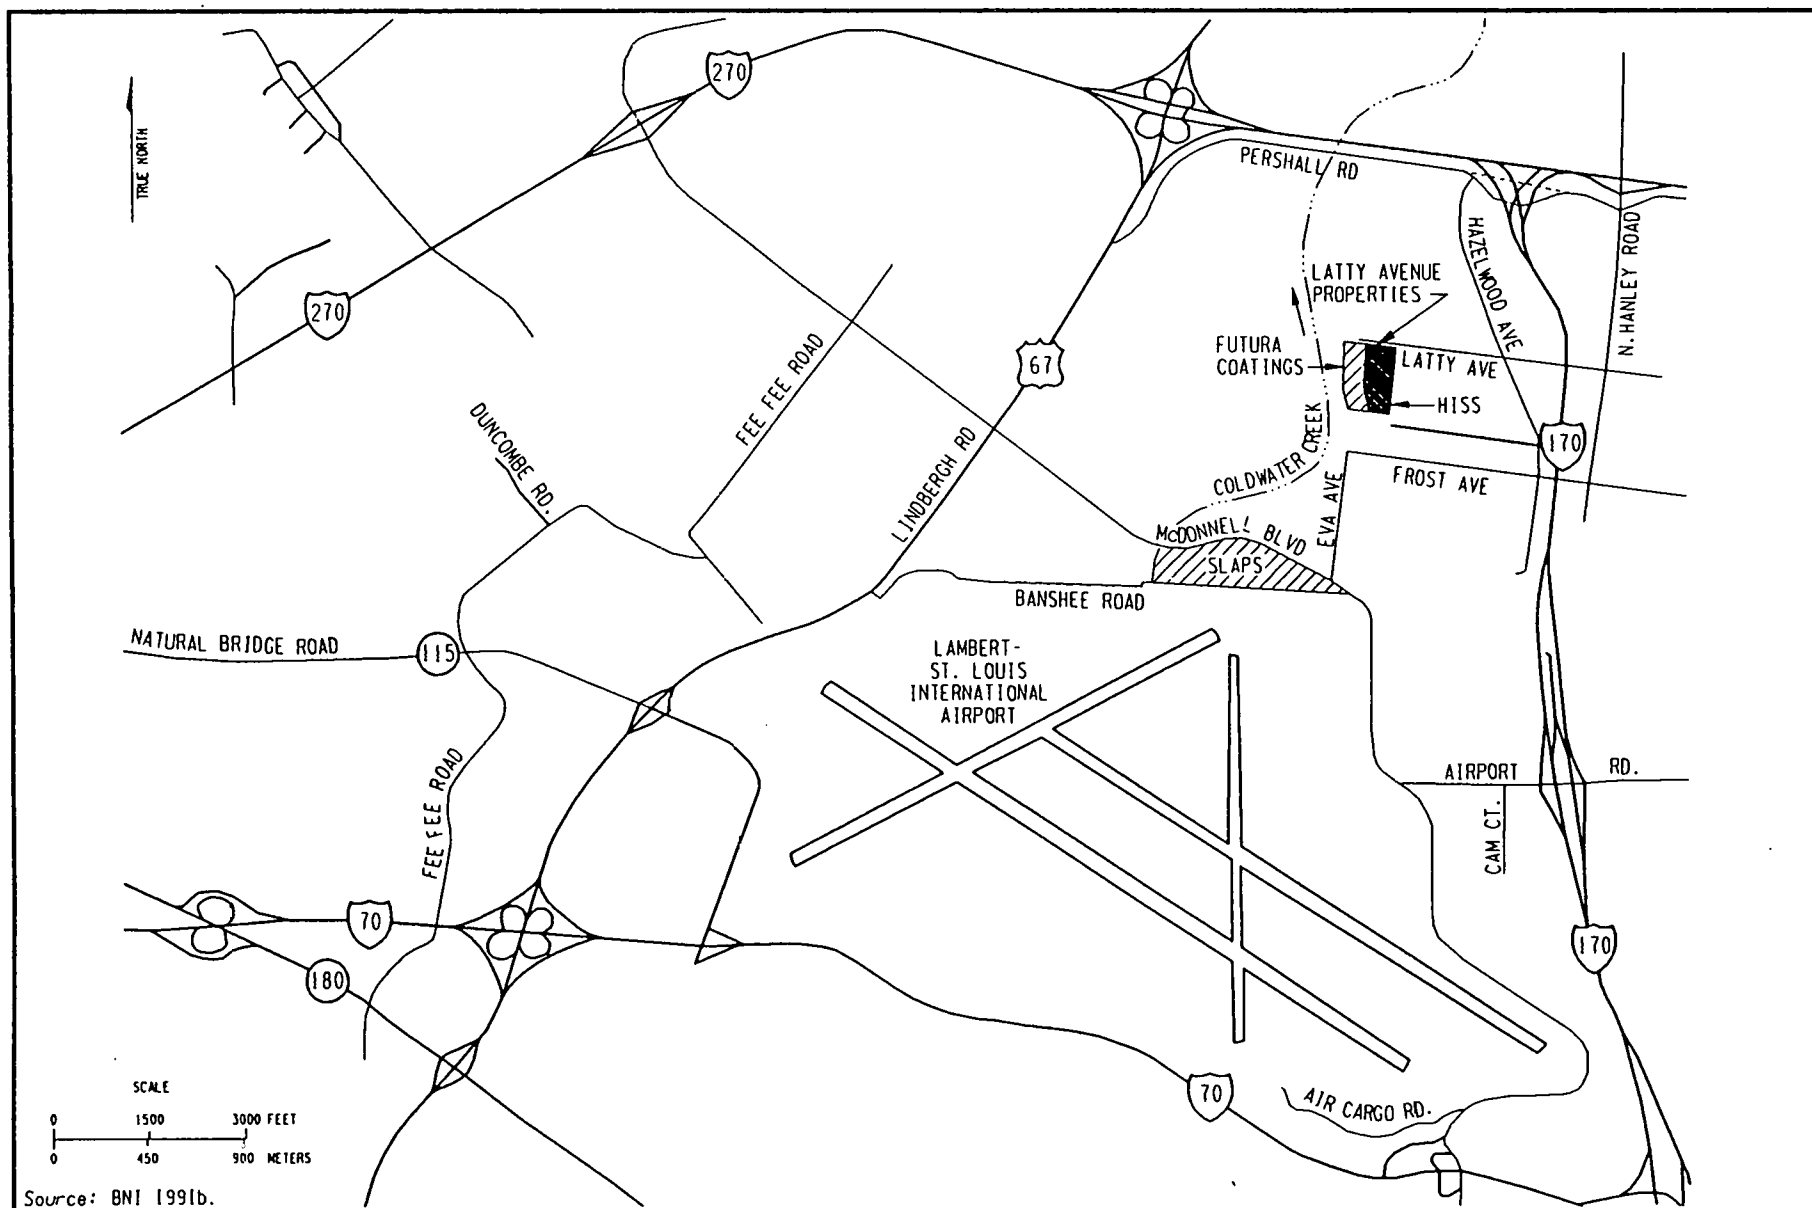 270
TRUE NORTH
PERSHALL RD
HAZELWOOD AVE
N. HANLEY ROAD
LATTY AVENUE
PROPERTIES
270
FUTURA
COATINGS
FEE FEE ROAD
67
LATTY AVE
HISS
DUNCOMBE RD.
LINDBERGH RD
COLDWATER CREEK
170
EVA AVE
FROST AVE
McDONNELL BLVD
SLAPS
BANSHEE ROAD
NATURAL BRIDGE ROAD
115
LAMBERT-
ST. LOUIS
INTERNATIONAL
AIRPORT
FEE FEE ROAD
AIRPORT RD.
CAM CT.
70
180
170
70
AIR CARGO RD.
SCALE
0 1500 3000 FEET
0 450 900 METERS
Source: BNI 1991b.